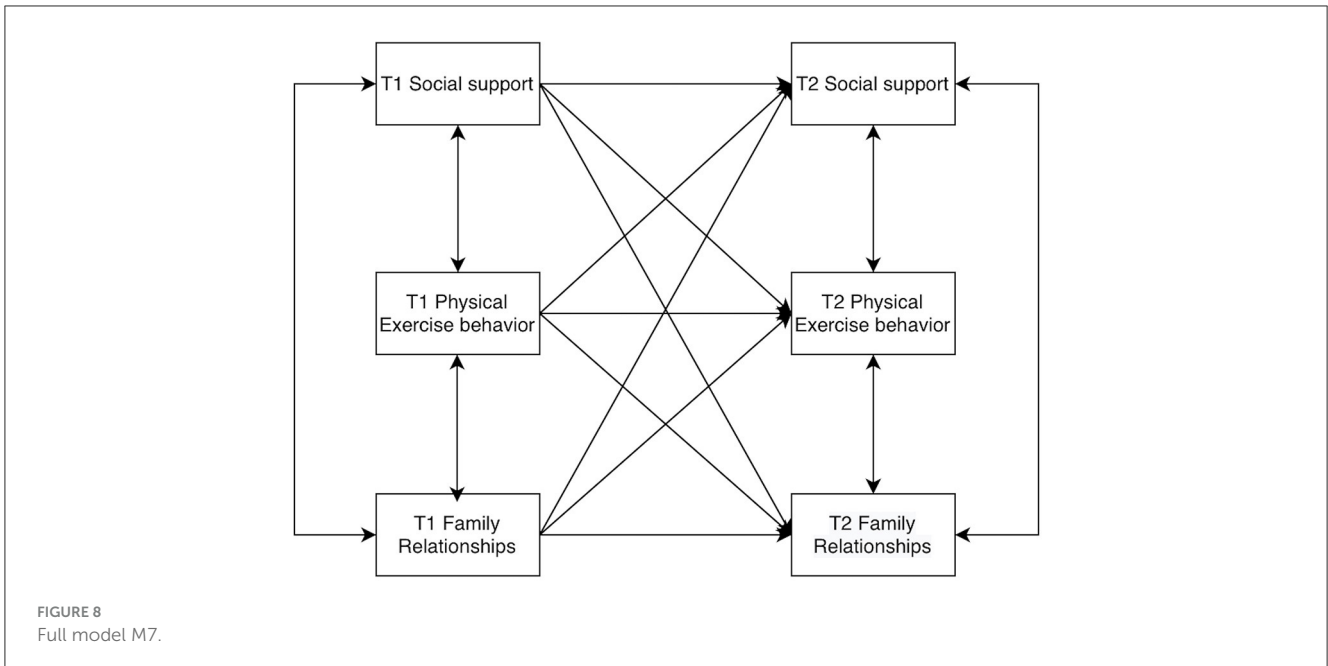 T1 Social support
T2 Social support
T1 Physical
Exercise behavior
T2 Physical
Exercise behavior
T1 Family
Relationships
T2 Family
Relationships
FIGURE 8
Full model M7.